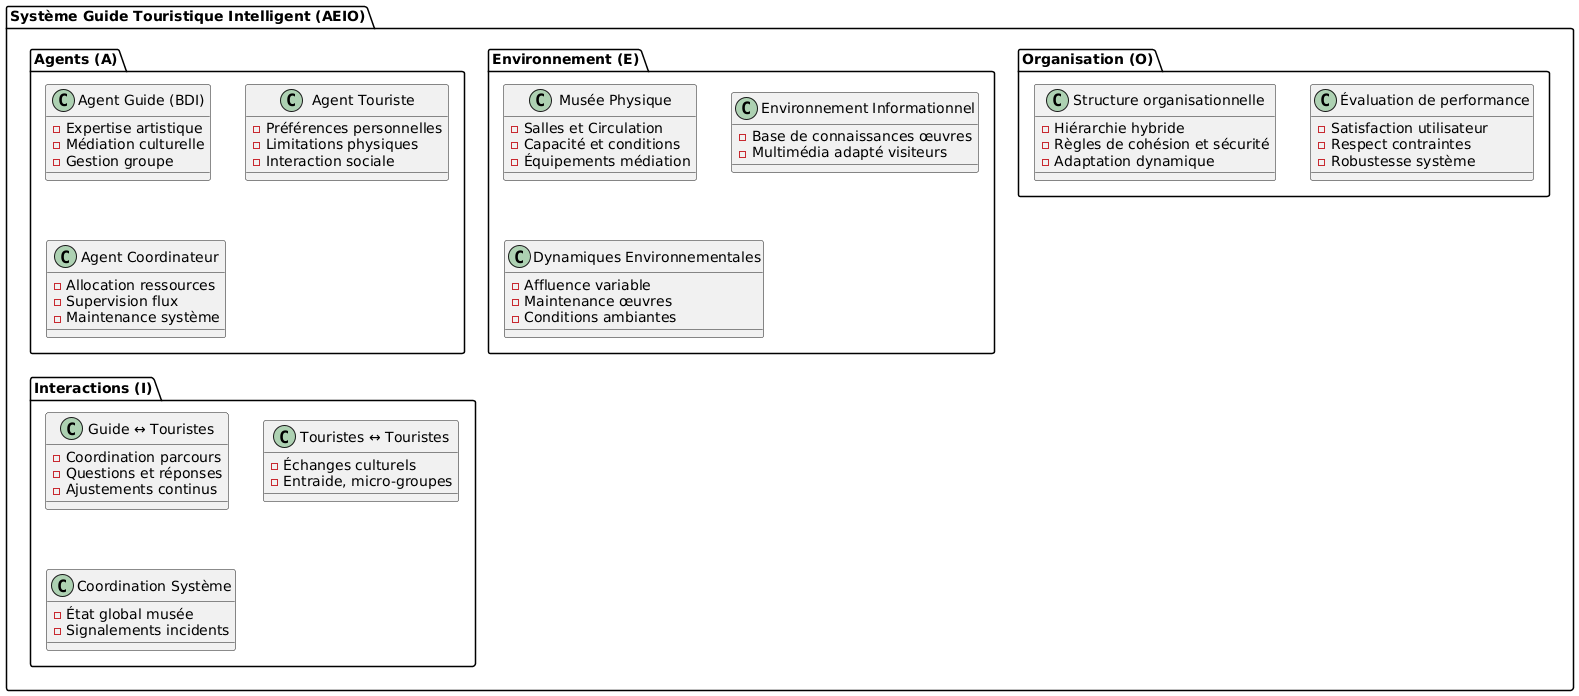 Système Guide Touristique Intelligent (AEIO)
Agents (A)
C Agent Guide (BDI)
Expertise artistique
Médiation culturelle
Gestion groupe
C Agent Touriste
Préférences personnelles
Limitations physiques
Interaction sociale
C Agent Coordinateur
Allocation ressources
Supervision flux
Maintenance système
Environnement (E)
C Musée Physique
Salles et Circulation
Capacité et conditions
Équipements médiation
C Environnement Informationnel
Base de connaissances œuvres
Multimédia adapté visiteurs
C Dynamiques Environnementales
Affluence variable
Maintenance œuvres
Conditions ambiantes
Organisation (O)
C Structure organisationnelle
Hiérarchie hybride
Règles de cohésion et sécurité
Adaptation dynamique
C Évaluation de performance
Satisfaction utilisateur
Respect contraintes
Robustesse système
Interactions (I)
C Guide ↔ Touristes
Coordination parcours
Questions et réponses
Ajustements continus
C Touristes ↔ Touristes
Échanges culturels
Entraide, micro-groupes
C Coordination Système
État global musée
Signalements incidents